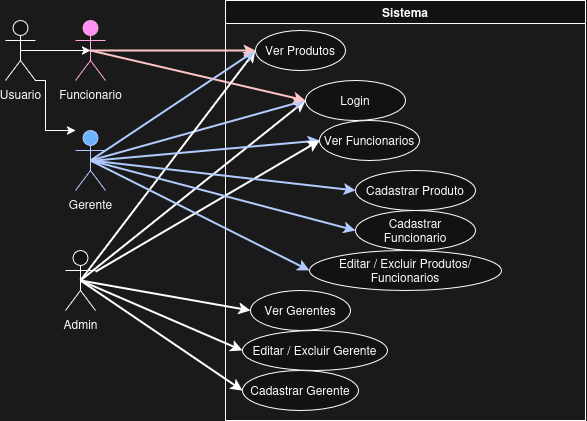 Sistema
Ver Produtos
Usuario
Funcionario
Login
Ver Funcionarios
Gerente
Cadastrar Produto
Cadastrar
Funcionario
Editar / Excluir Produtos/
Funcionarios
Admin
Ver Gerentes
Editar / Excluir Gerente
Cadastrar Gerente